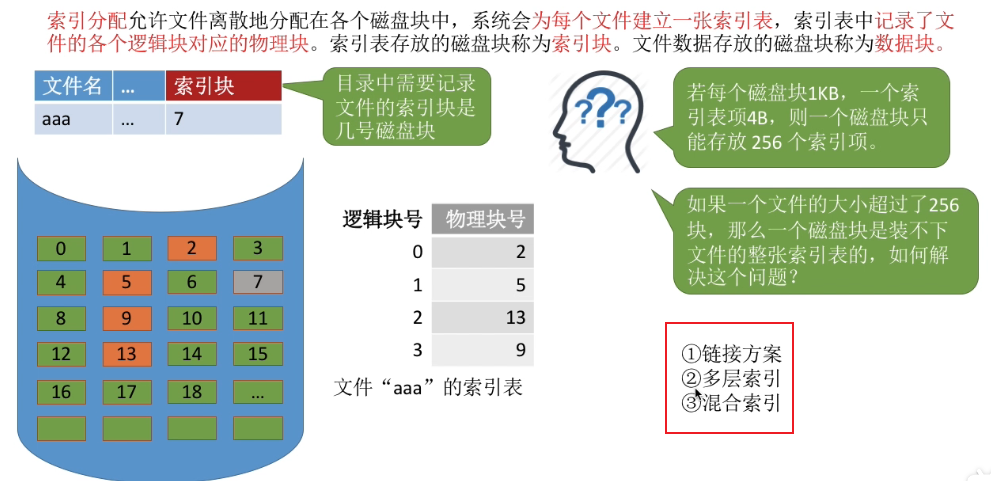 索引分配允许文件离散地分配在各个磁盘块中，系统会为每个文件建立一张索引表，索引表中记录了文
件的各个逻辑块对应的物理块。索引表存放的磁盘块称为索引块。文件数据存放的磁盘块称为数据块。
文件名 ... 索引块
aaa ... 7
目录中需要记录
文件的索引块是
几号磁盘块
???
若每个磁盘块1KB，一个索
引表项4B，则一个磁盘块只
能存放 256 个索引项。
如果一个文件的大小超过了256
块，那么一个磁盘块是装不下
文件的整张索引表的，如何解
决这个问题？
0 1 2 3
4 5 6 7
8 9 10 11
12 13 14 15
16 17 18 ...
逻辑块号 物理块号
0 2
1 5
2 13
3 9
文件“aaa”的索引表
①链接方案
②多层索引
③混合索引